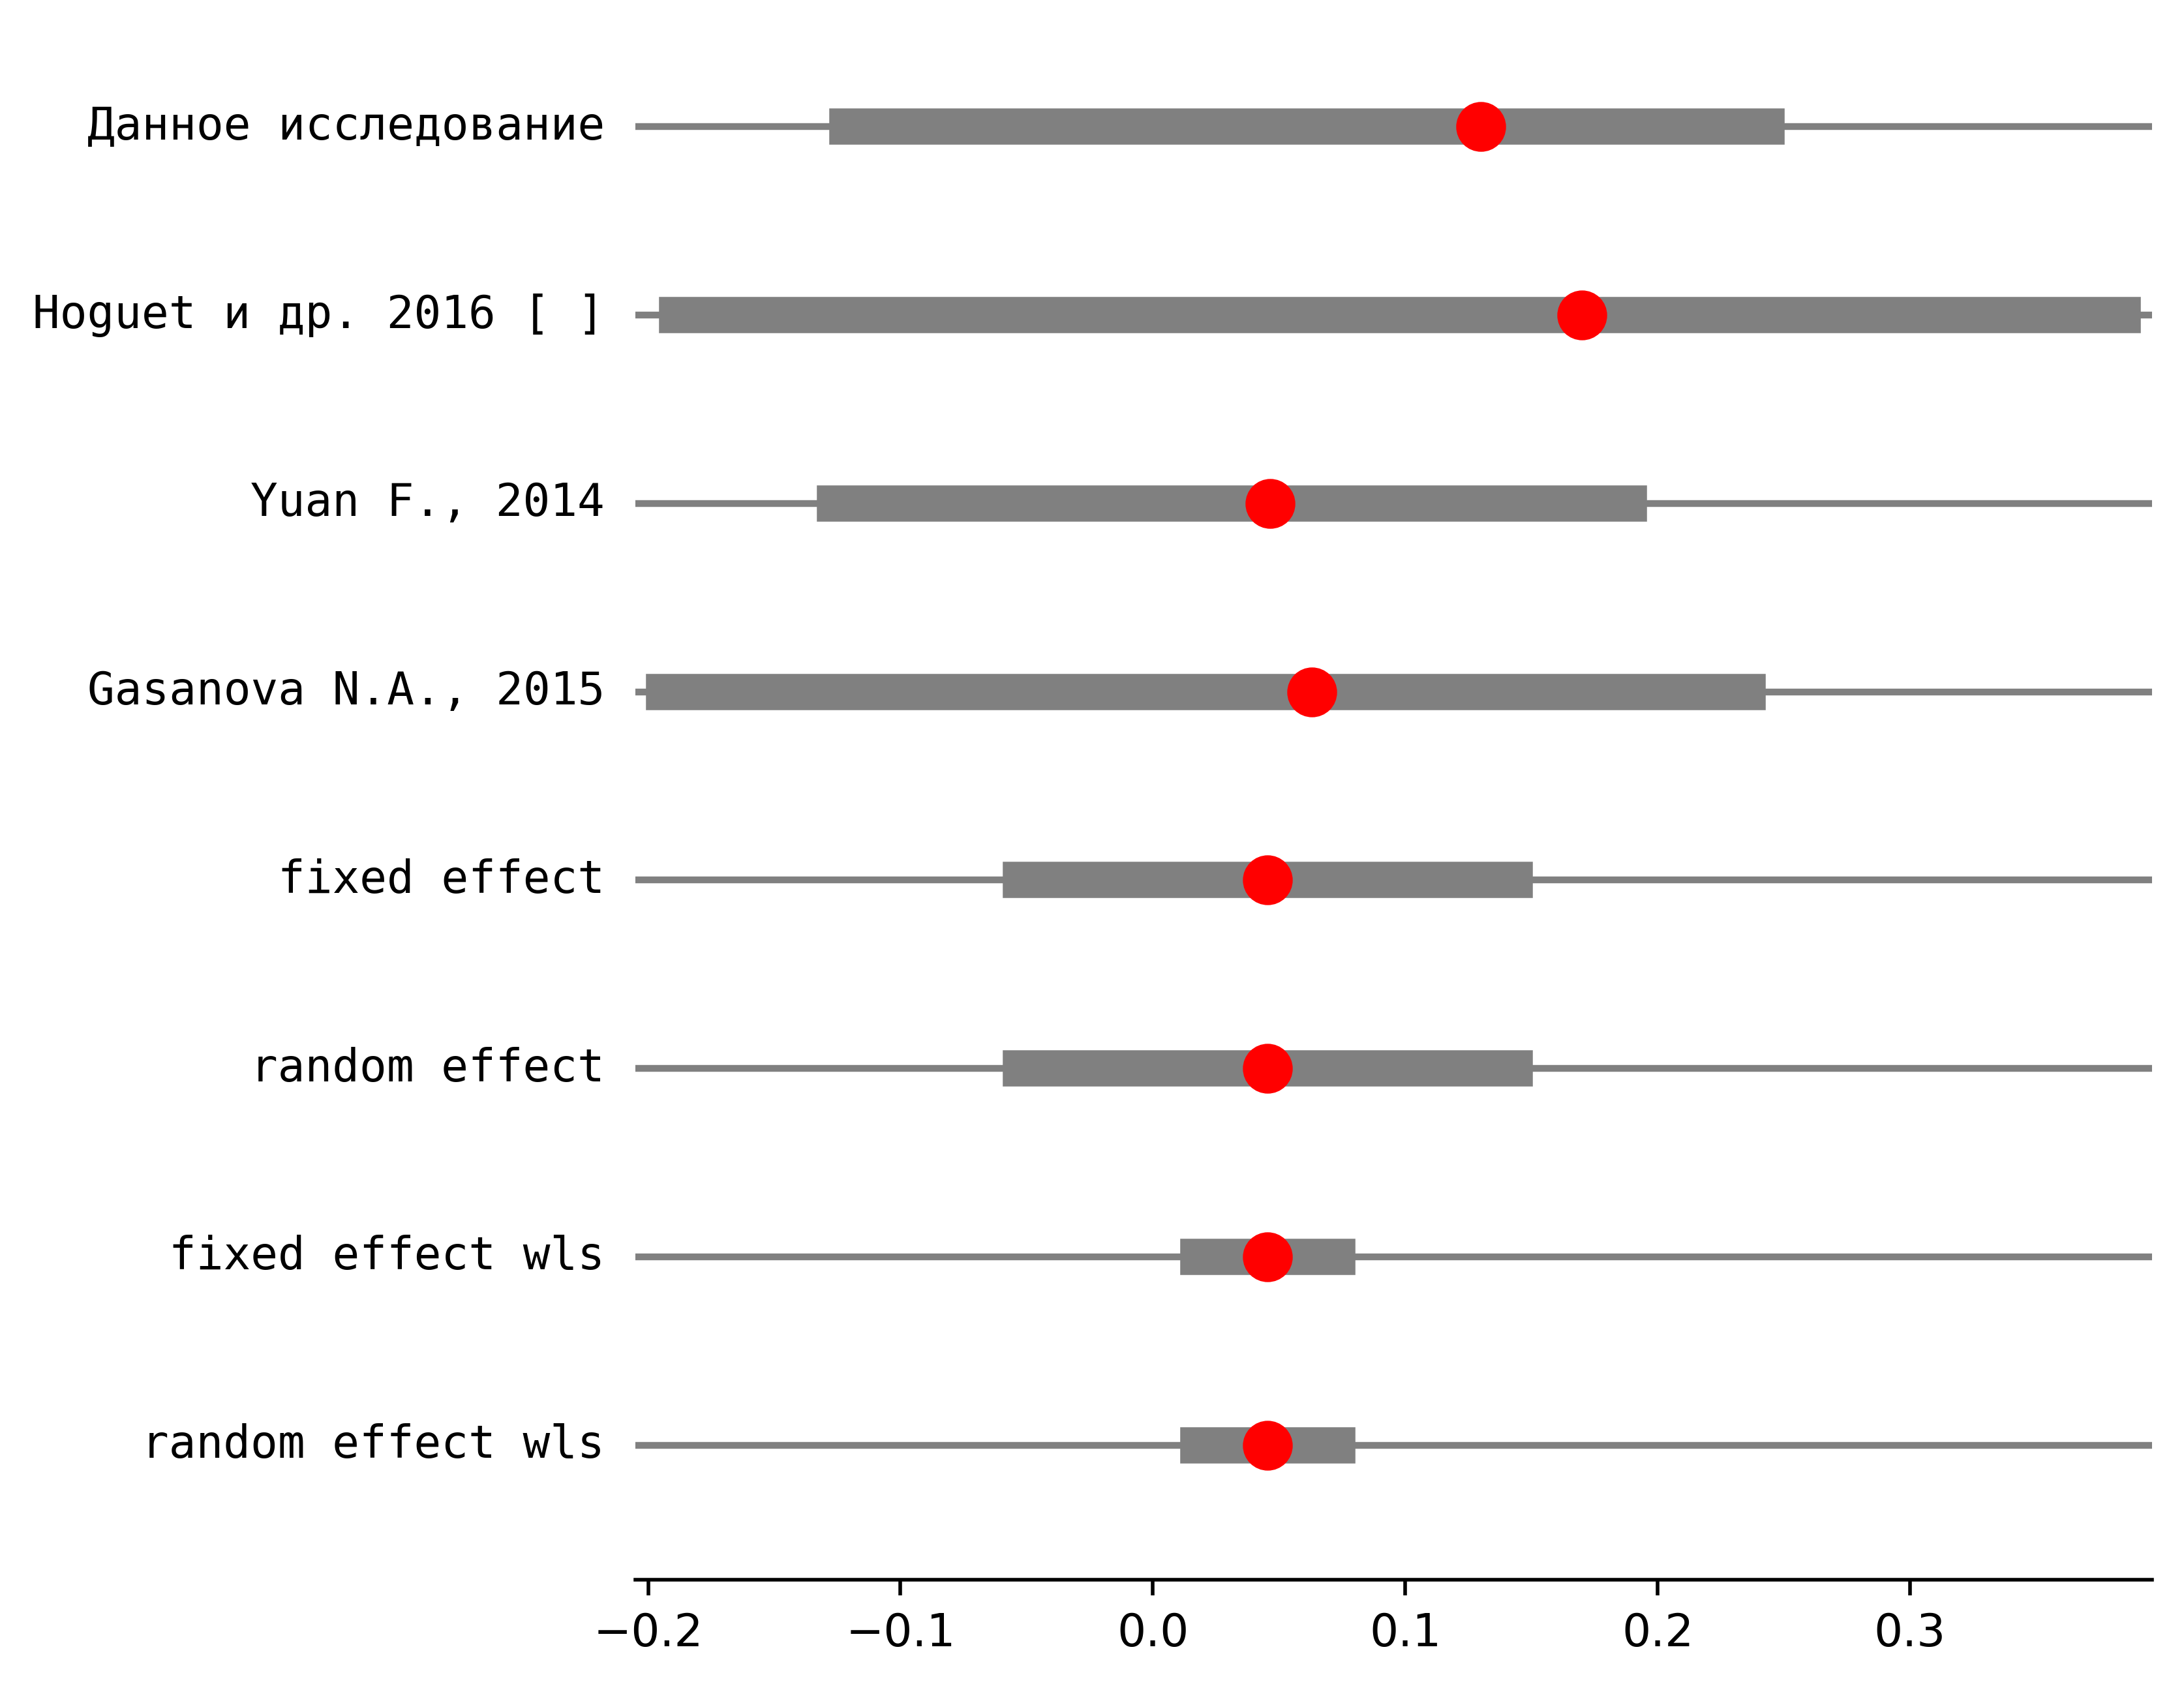 Данное исследование
Hoguet и др. 2016 [ ]
Yuan F., 2014
Gasanova N.A., 2015
fixed effect
random effect
fixed effect wls
random effect wls
−0.2 −0.1 0.0 0.1 0.2 0.3